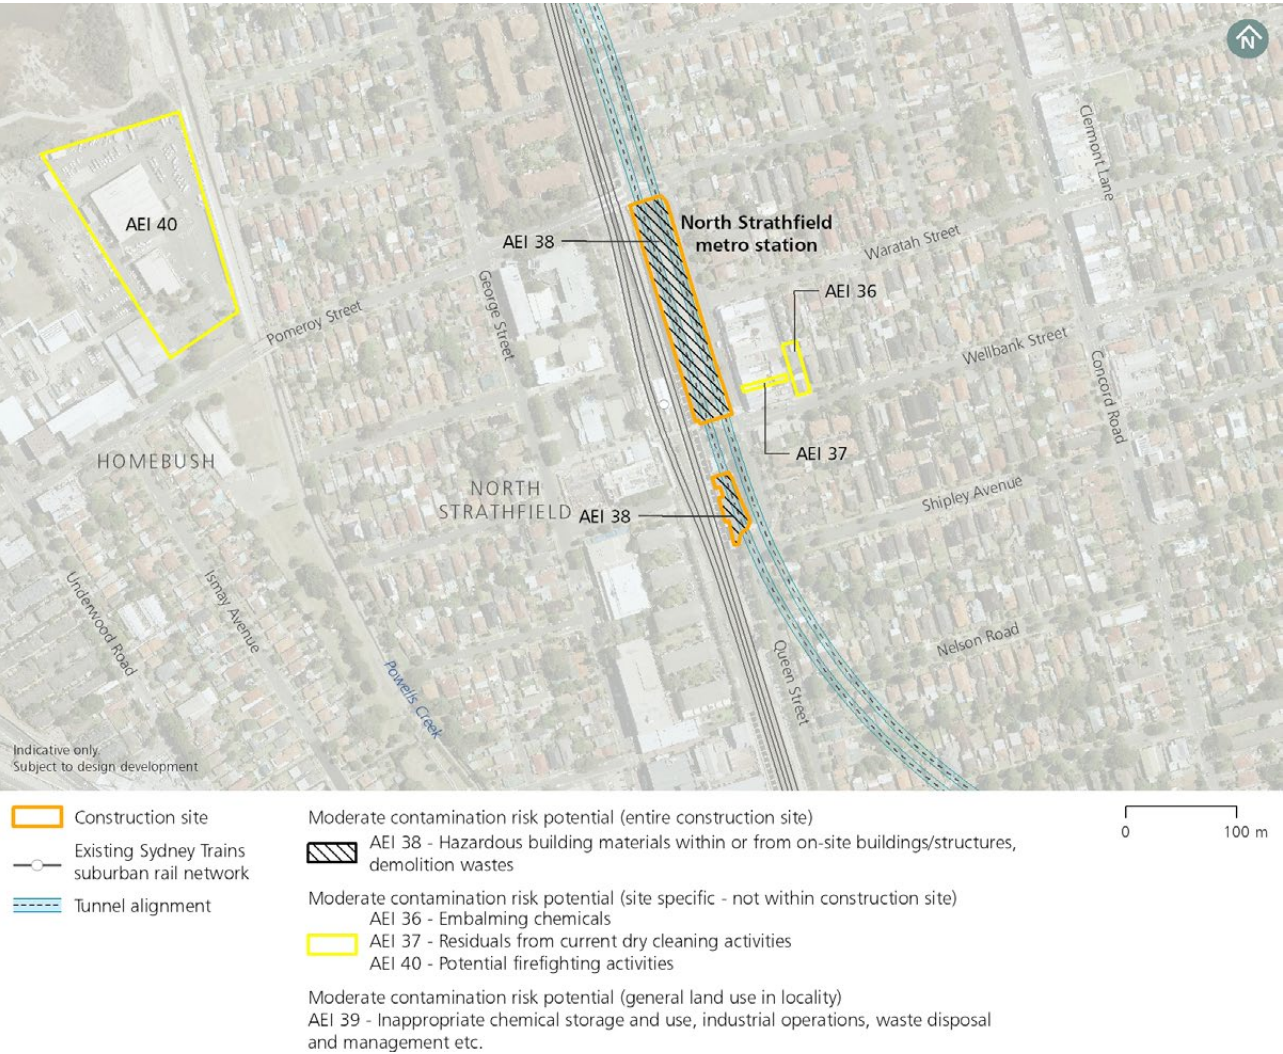 N
Clermont Lane
AEI 40
North Strathfield
metro station
AEI 38
Waratah Street
AEI 36
George Street
Pomeroy Street
Wellbank Street
Concord Road
AEI 37
HOMEBUSH
NORTH
STRATHFIELD
AEI 38
Shipley Avenue
Underwood Road
Ismay Avenue
Nelson Road
Queen Street
Powells Creek
Indicative only.
Subject to design development
Construction site
Existing Sydney Trains
suburban rail network
Tunnel alignment
Moderate contamination risk potential (entire construction site)
AEI 38 - Hazardous building materials within or from on-site buildings/structures,
demolition wastes
Moderate contamination risk potential (site specific - not within construction site)
AEI 36 - Embalming chemicals
AEI 37 - Residuals from current dry cleaning activities
AEI 40 - Potential firefighting activities
Moderate contamination risk potential (general land use in locality)
AEI 39 - Inappropriate chemical storage and use, industrial operations, waste disposal
and management etc.
0 100 m